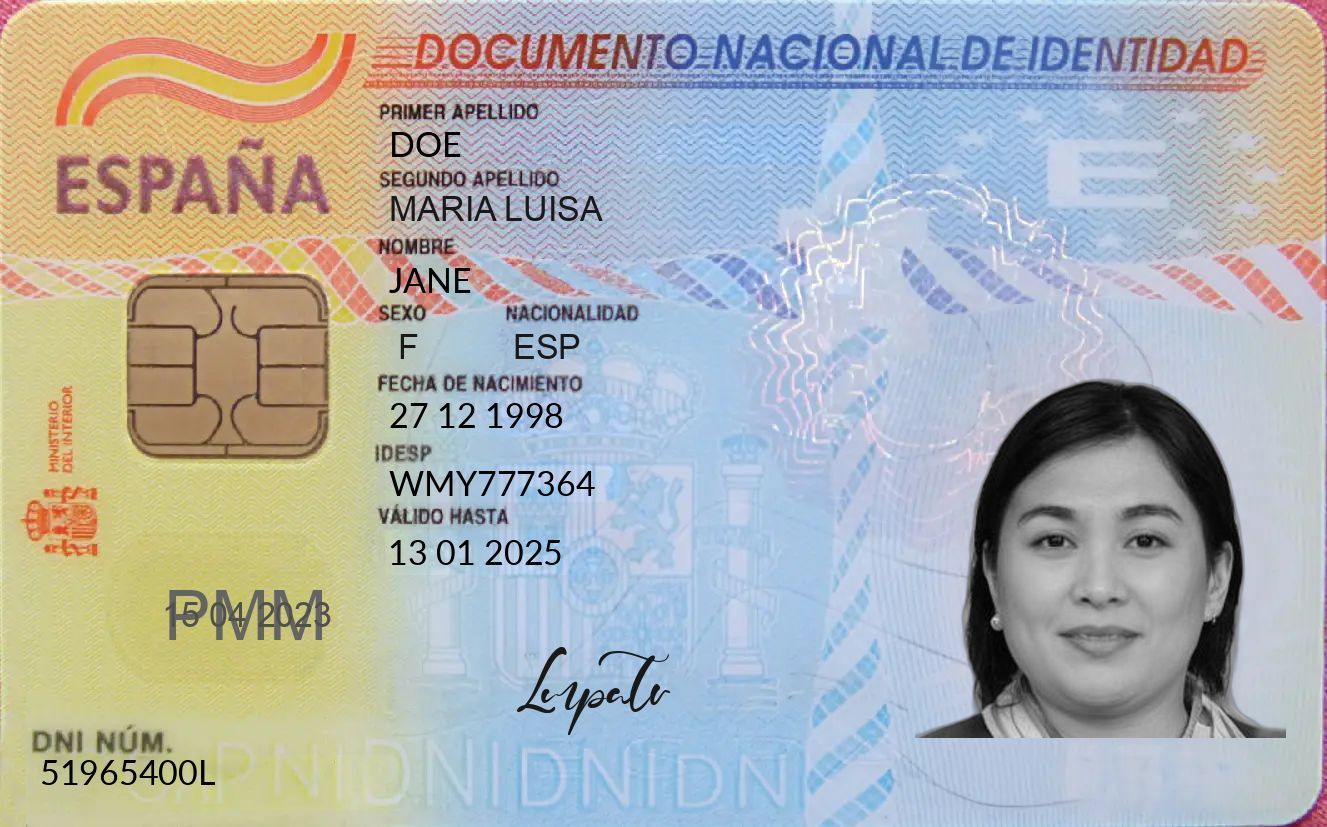 DOCUMENTO NACIONAL DE IDENTIDAD
ESPAÑA
PRIMER APELLIDO
DOE
SEGUNDO APELLIDO
MARIA LUISA
NOMBRE
JANE
SEXO NACIONALIDAD
F ESP
FECHA DE NACIMIENTO
27 12 1998
IDESP
WMY777364
VÁLIDO HASTA
13 01 2025
MINISTERIO
DEL INTERIOR
E
PMM
15 04 2023
DNI NÚM.
51965400L
DNIDNIDNIDN